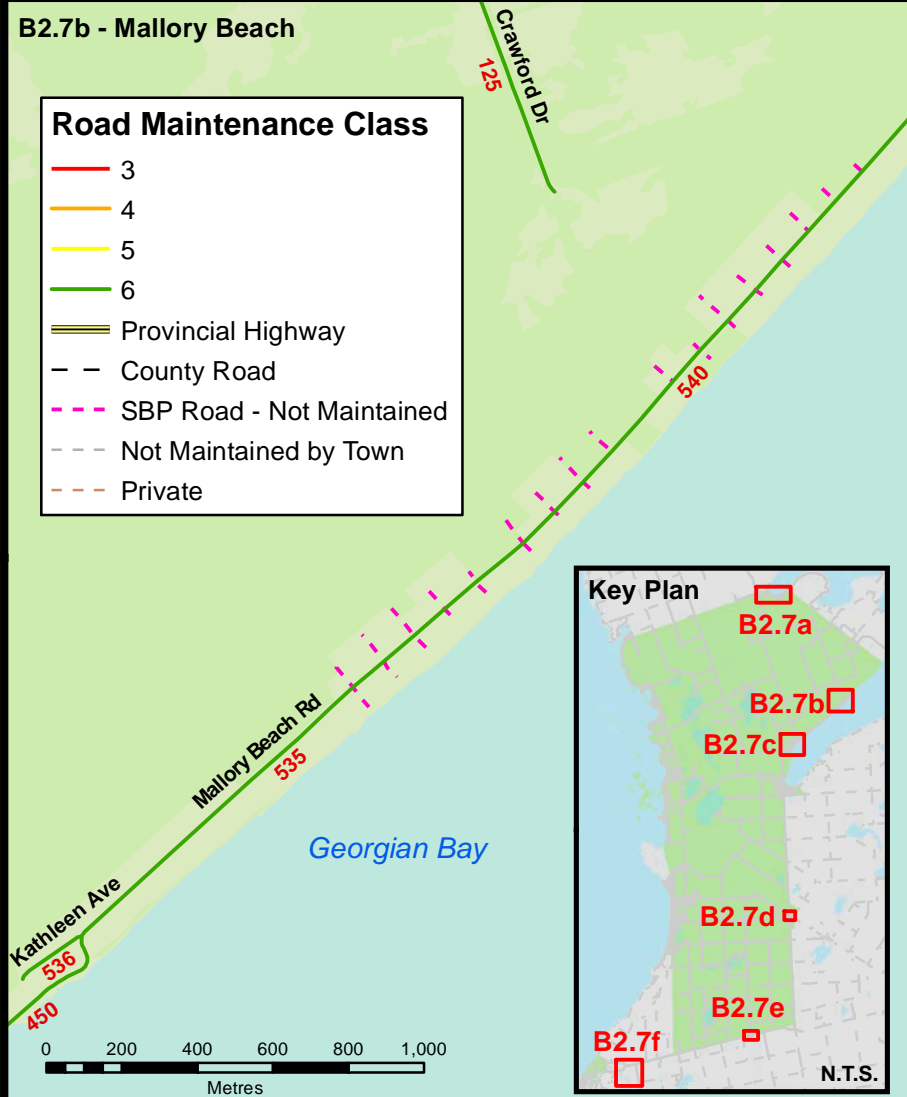 B2.7b - Mallory Beach
Crawford Dr
125
Road Maintenance Class
3
4
5
6
Provincial Highway
County Road
SBP Road - Not Maintained
Not Maintained by Town
Private
540
Mallory Beach Rd
535
Georgian Bay
Kathleen Ave
536
450
0 200 400 600 800 1,000
Metres
Key Plan
B2.7a
B2.7b
B2.7c
B2.7d
B2.7e
B2.7f
N.T.S.